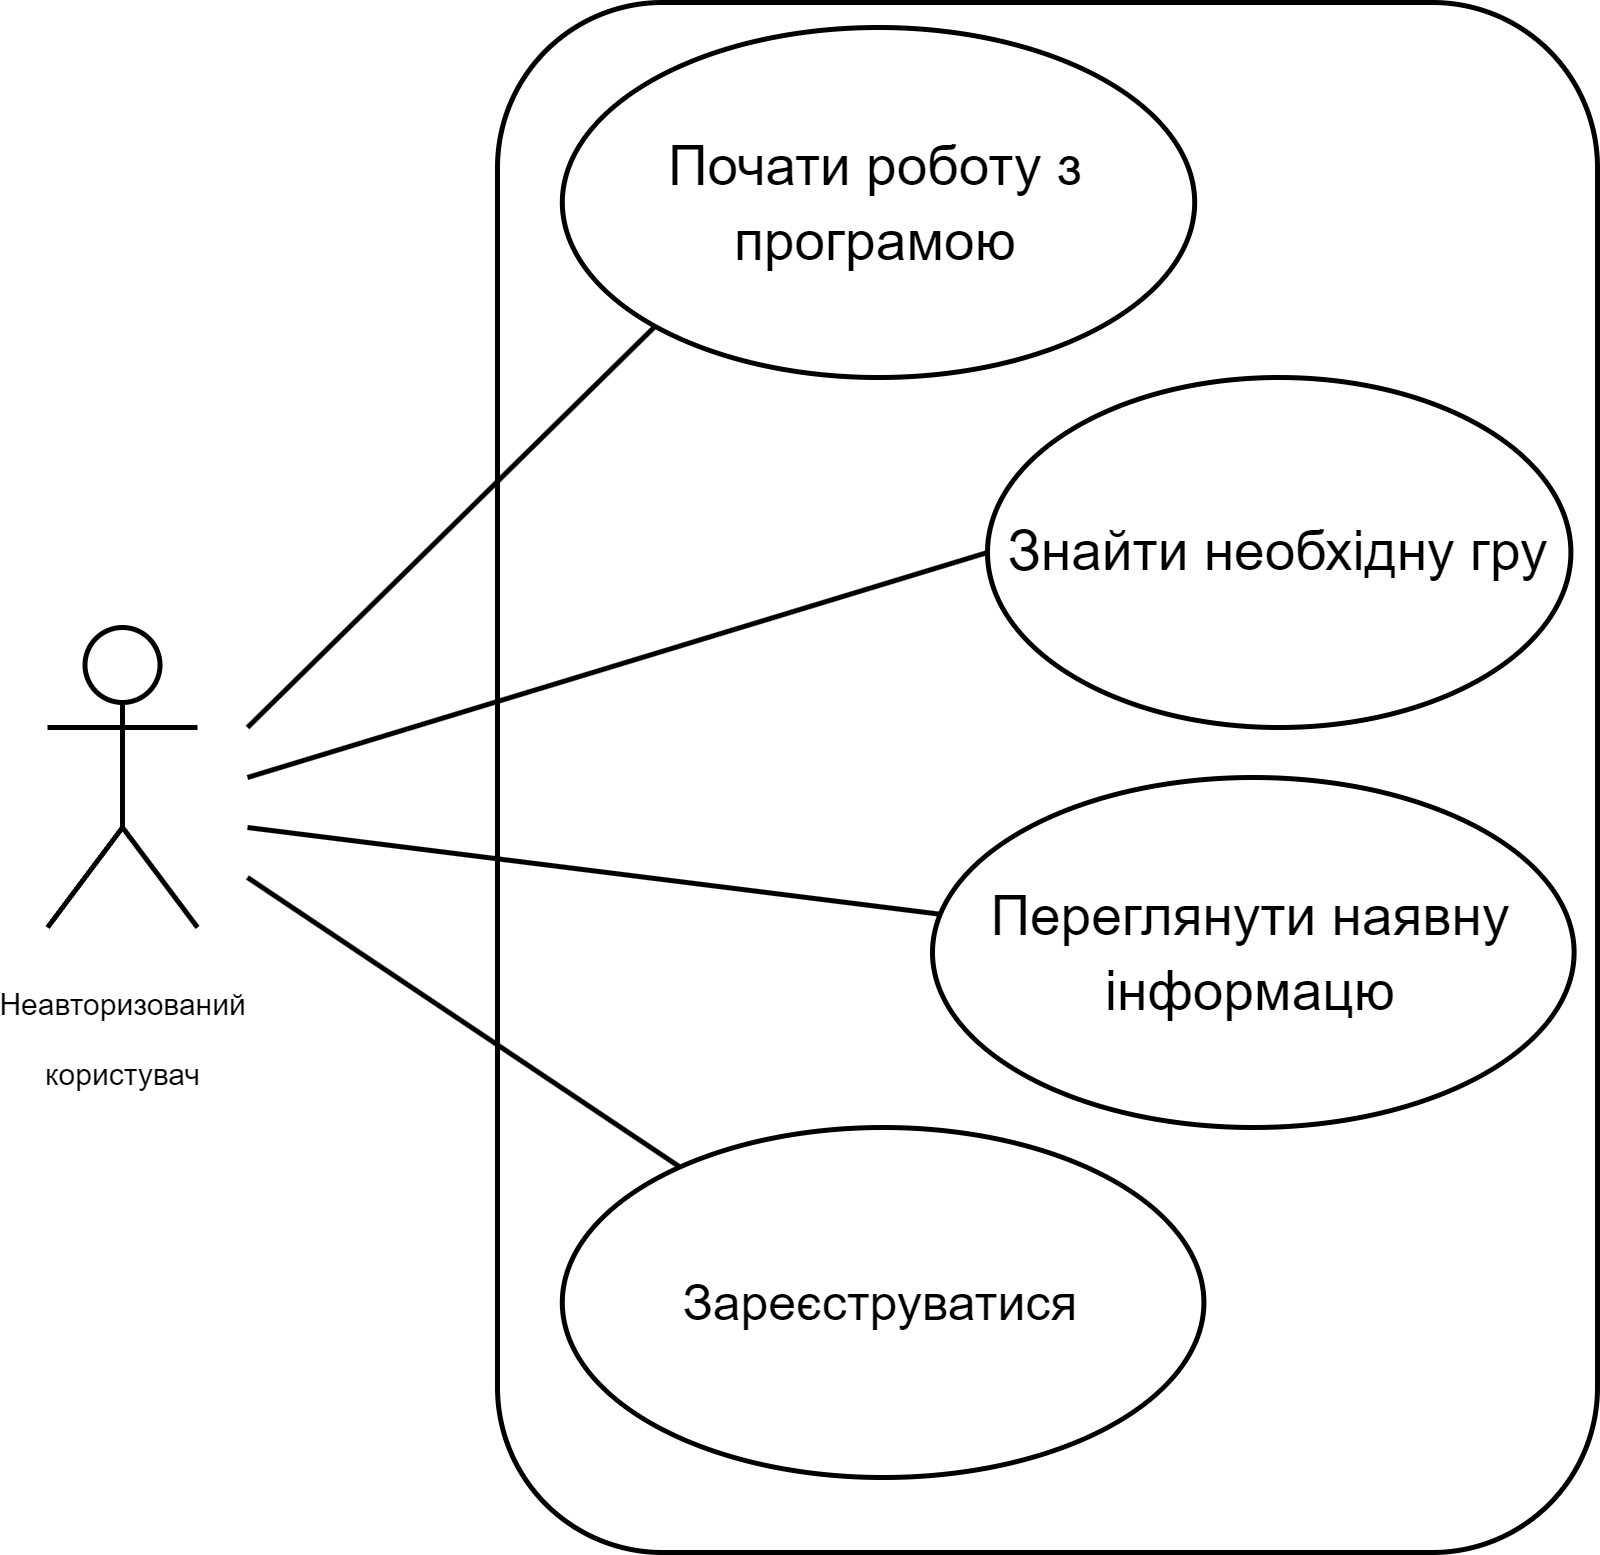 Почати роботу з
програмою
Знайти необхідну гру
Переглянути наявну
інформацю
Неавторизований
користувач
Зареєструватися